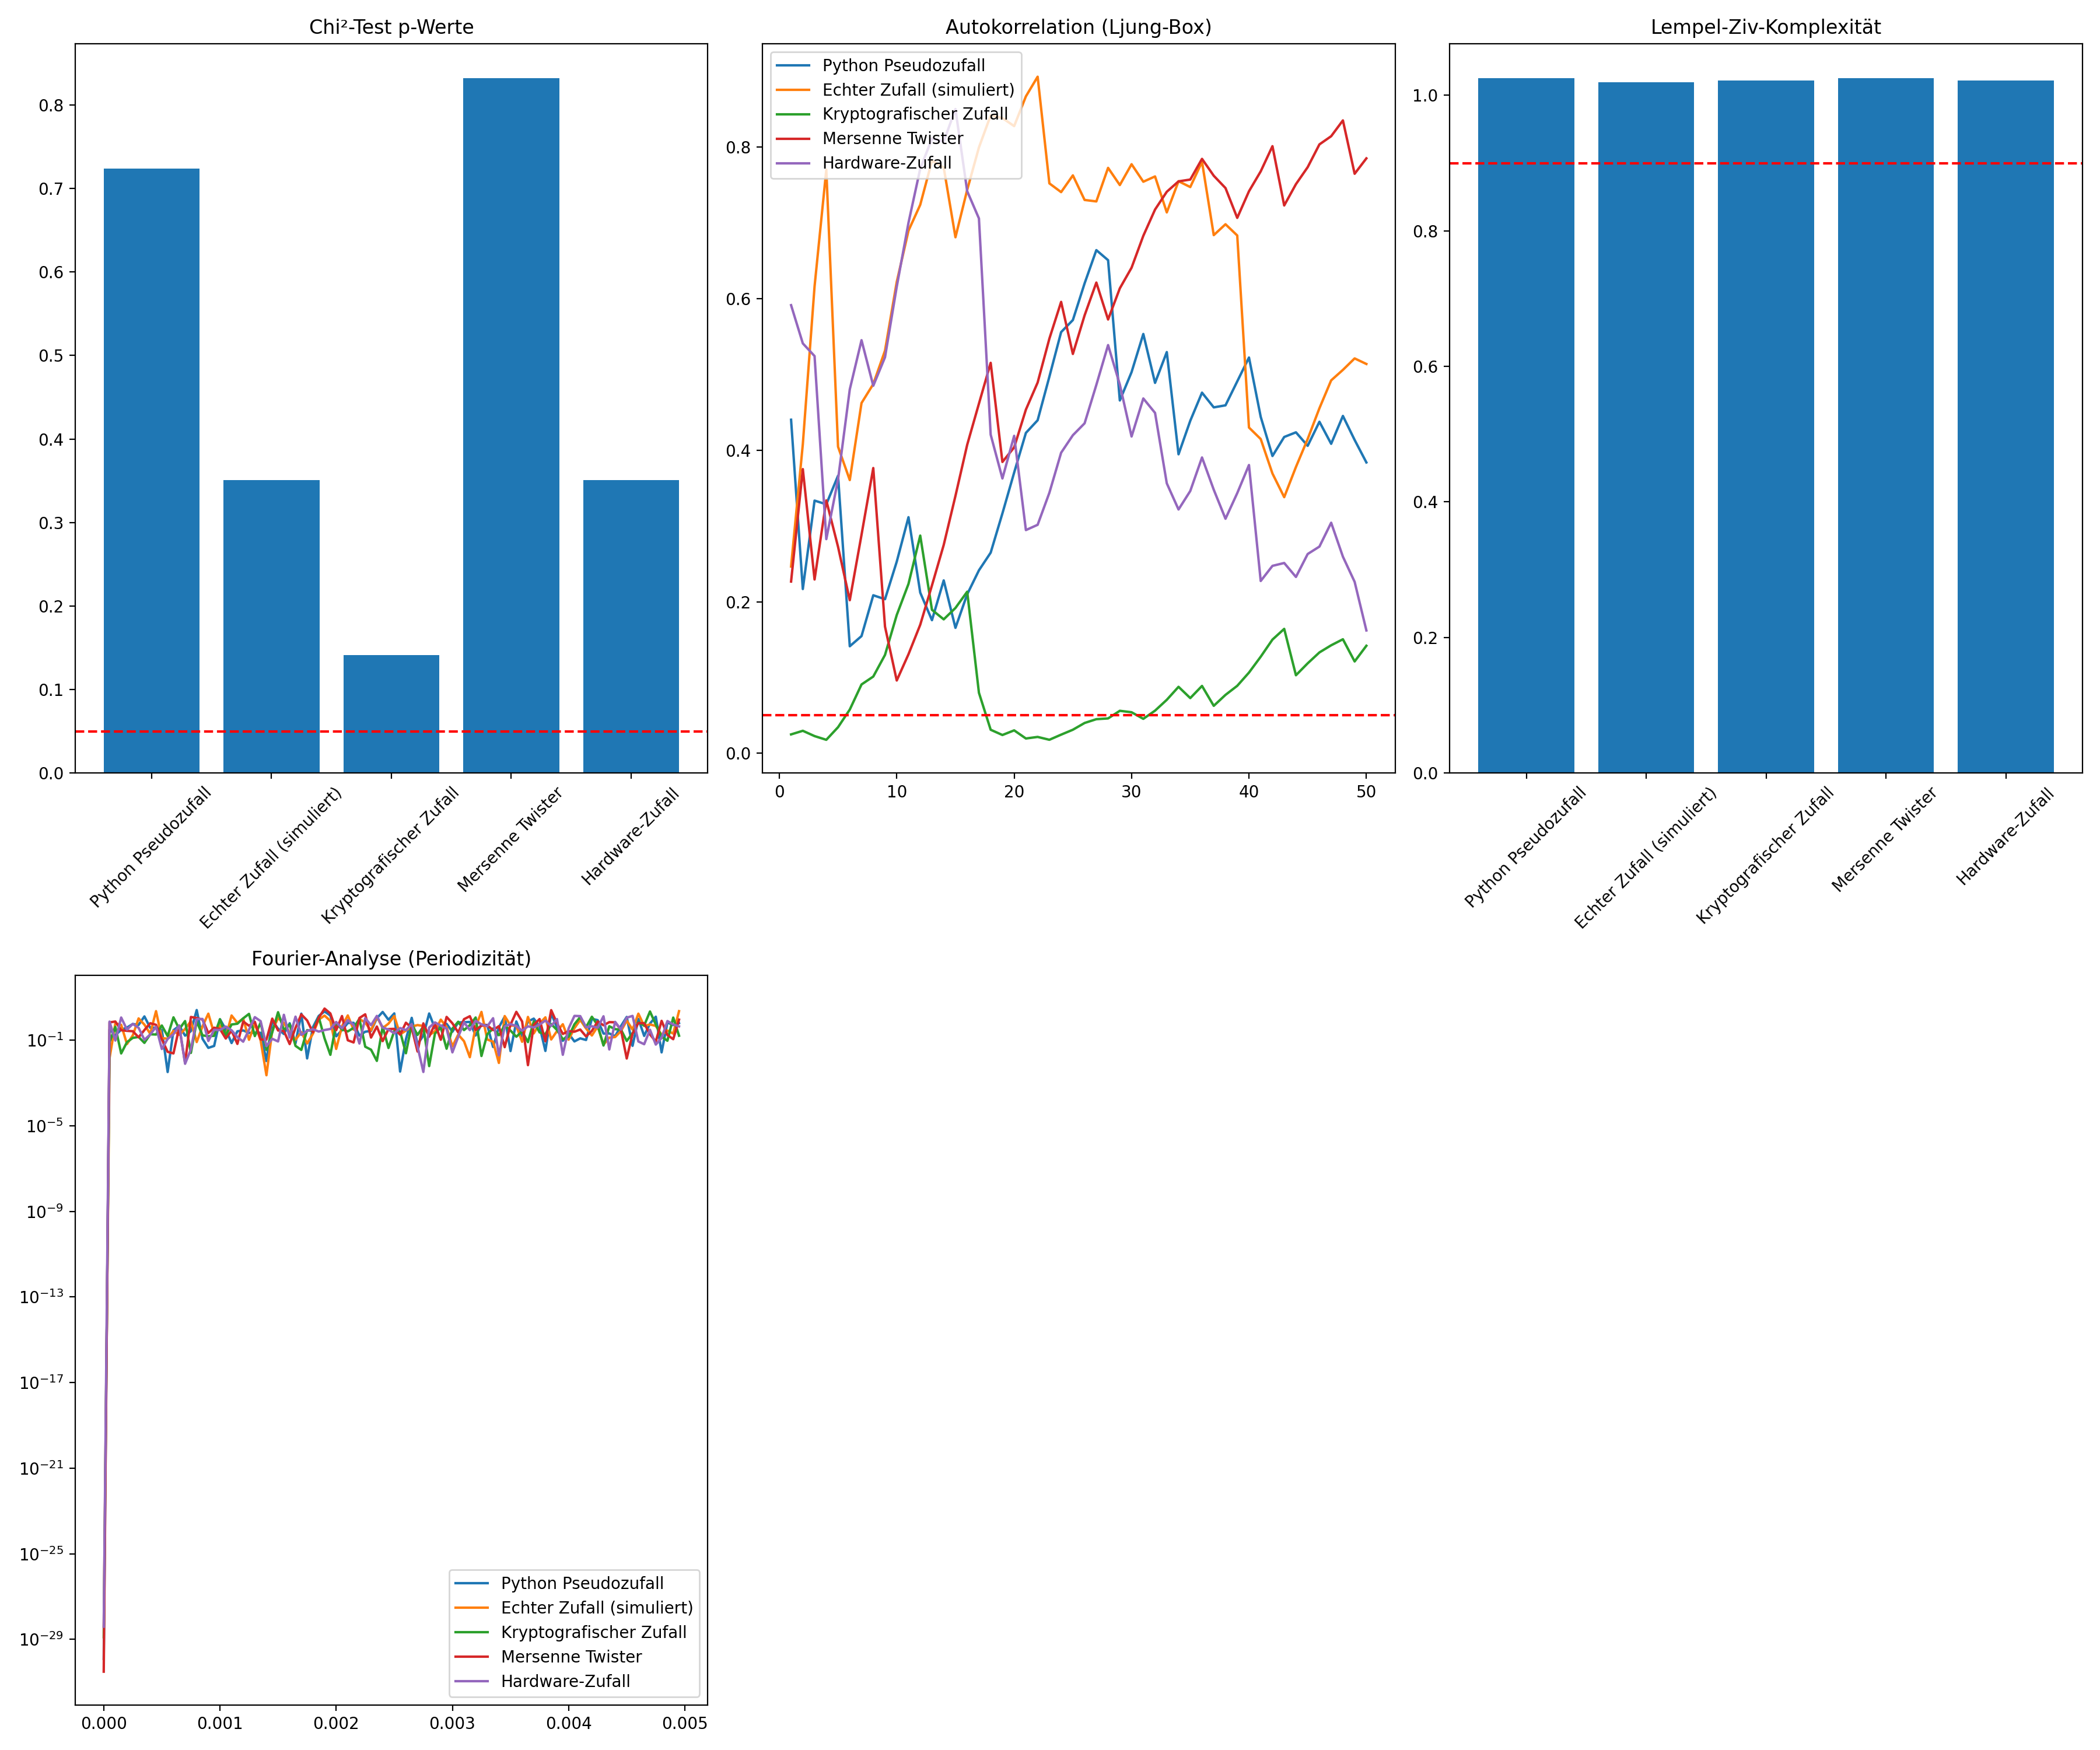 Chi²-Test p-Werte
0.8
0.7
0.6
0.5
0.4
0.3
0.2
0.1
0.0
Python Pseudozufall
Echter Zufall (simuliert)
Kryptografischer Zufall
Mersenne Twister
Hardware-Zufall
Autokorrelation (Ljung-Box)
Python Pseudozufall
Echter Zufall (simuliert)
Kryptografischer Zufall
Mersenne Twister
Hardware-Zufall
0.8
0.6
0.4
0.2
0.0
0 10 20 30 40 50
Lempel-Ziv-Komplexität
1.0
0.8
0.6
0.4
0.2
0.0
Python Pseudozufall
Echter Zufall (simuliert)
Kryptografischer Zufall
Mersenne Twister
Hardware-Zufall
Fourier-Analyse (Periodizität)
10⁻¹
10⁻⁵
10⁻⁹
10⁻¹³
10⁻¹⁷
10⁻²¹
10⁻²⁵
10⁻²⁹
Python Pseudozufall
Echter Zufall (simuliert)
Kryptografischer Zufall
Mersenne Twister
Hardware-Zufall
0.000 0.001 0.002 0.003 0.004 0.005